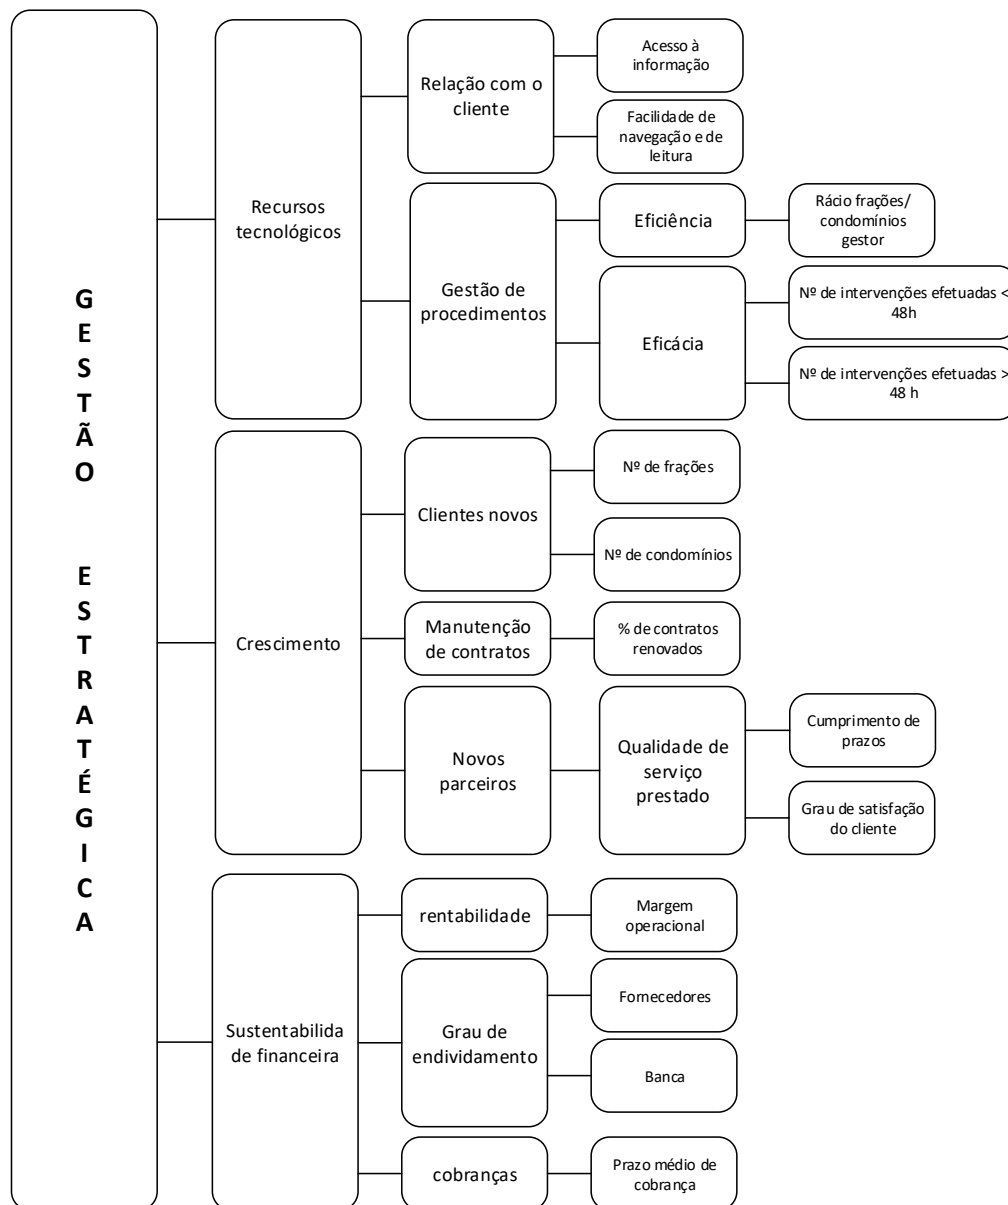 GESTÃO ESTRATÉGICA
Recursos
tecnológicos
Relação com o
cliente
Acesso à
informação
Facilidade de
navegação e de
leitura
Gestão de
procedimentos
Eficiência
Rácio frações/
condomínios
gestor
Eficácia
Nº de intervenções efetuadas <
48h
Nº de intervenções efetuadas >
48 h
Crescimento
Clientes novos
Nº de frações
Nº de condomínios
Manutenção
de contratos
% de contratos
renovados
Novos
parceiros
Qualidade de
serviço
prestado
Cumprimento de
prazos
Grau de satisfação
do cliente
Sustentabilida
de financeira
rentabilidade
Margem
operacional
Grau de
endividamento
Fornecedores
Banca
cobranças
Prazo médio de
cobrança